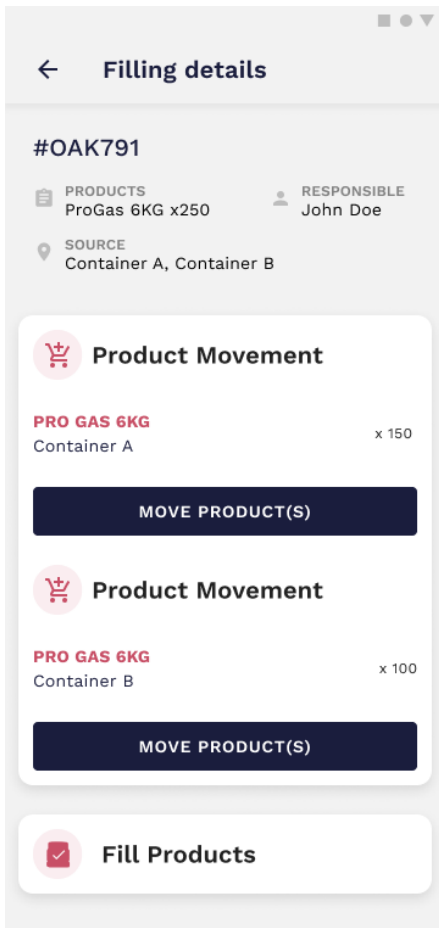 Filling details
#OAK791
PRODUCTS
ProGas 6KG x250
RESPONSIBLE
John Doe
SOURCE
Container A, Container B
Product Movement
PRO GAS 6KG
Container A
x 150
MOVE PRODUCT(S)
Product Movement
PRO GAS 6KG
Container B
x 100
MOVE PRODUCT(S)
Fill Products